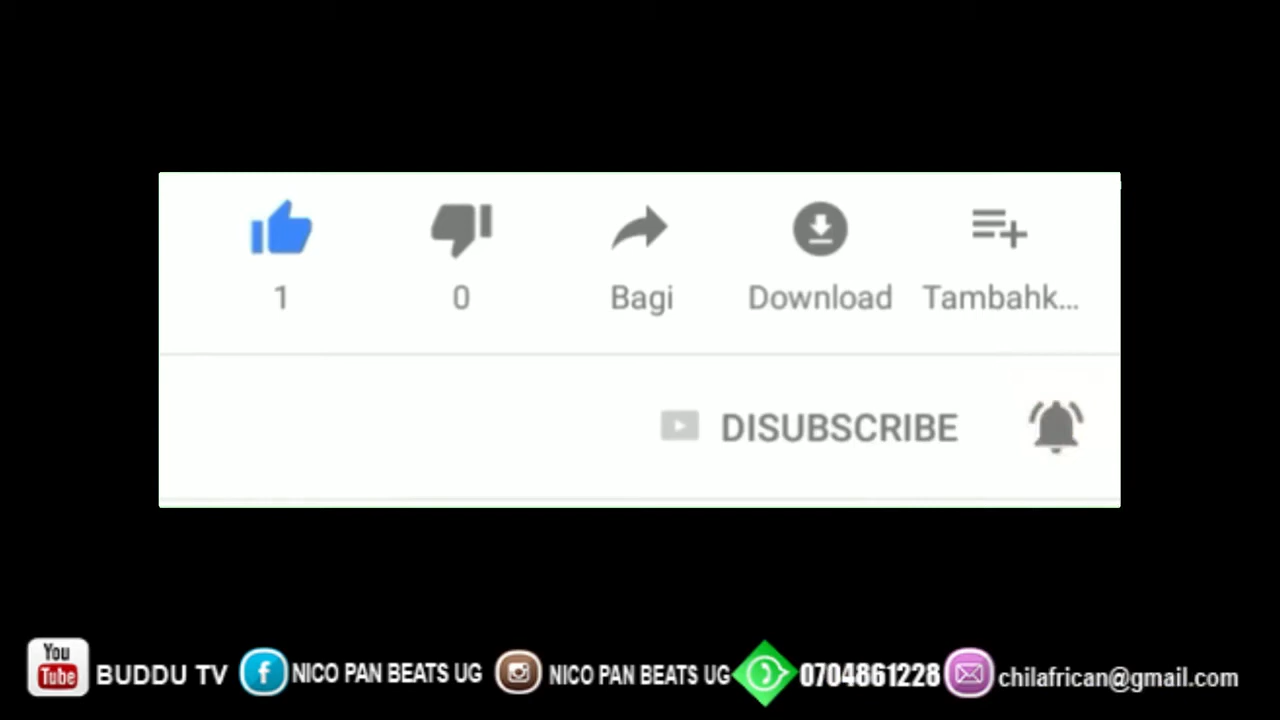 1 0 Bagi Download Tambahk...
DISUBSCRIBE
You Tube BUDDU TV f NICO PAN BEATS UG NICO PAN BEATS UG 0704861228 chilafrican@gmail.com